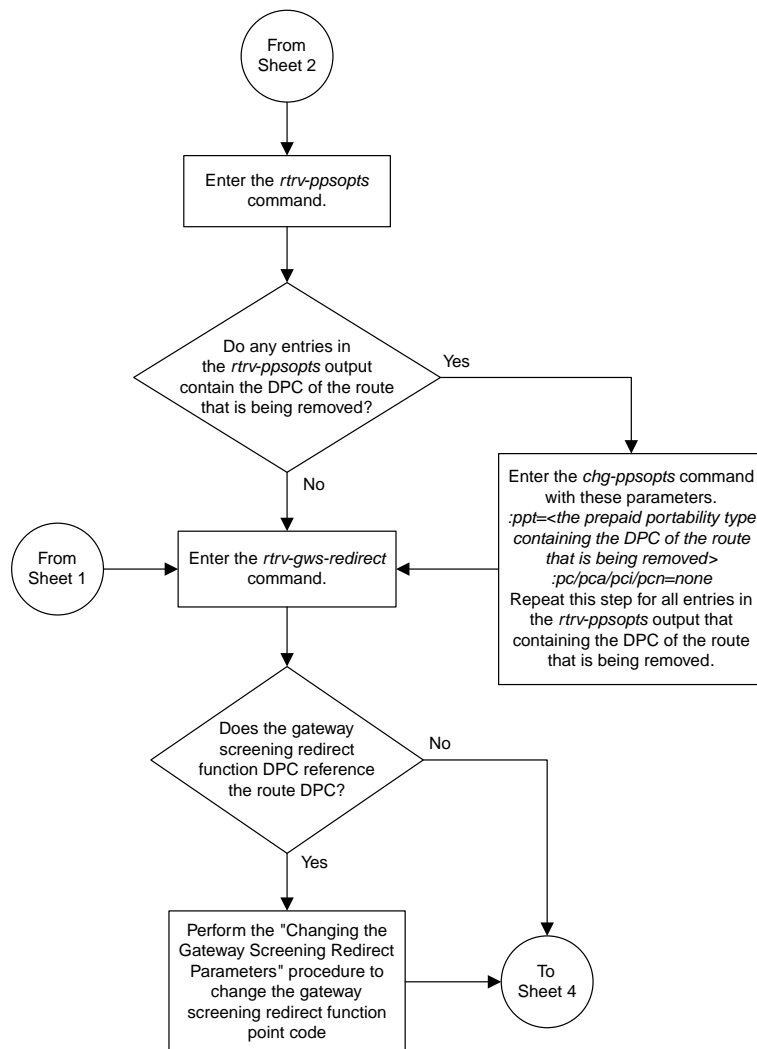 From
Sheet 2
Enter the rtrv-ppsopts
command.
Do any entries in
the rtrv-ppsopts output
contain the DPC of the route
that is being removed?
Yes
No
Enter the chg-ppsopts command
with these parameters.
:ppt=<the prepaid portability type
containing the DPC of the route
that is being removed>
:pc/pca/pci/pcn=none
Repeat this step for all entries in
the rtrv-ppsopts output that
containing the DPC of the route
that is being removed.
From
Sheet 1
Enter the rtrv-gws-redirect
command.
Does the gateway
screening redirect
function DPC reference
the route DPC?
No
Yes
Perform the "Changing the
Gateway Screening Redirect
Parameters" procedure to
change the gateway
screening redirect function
point code
To
Sheet 4